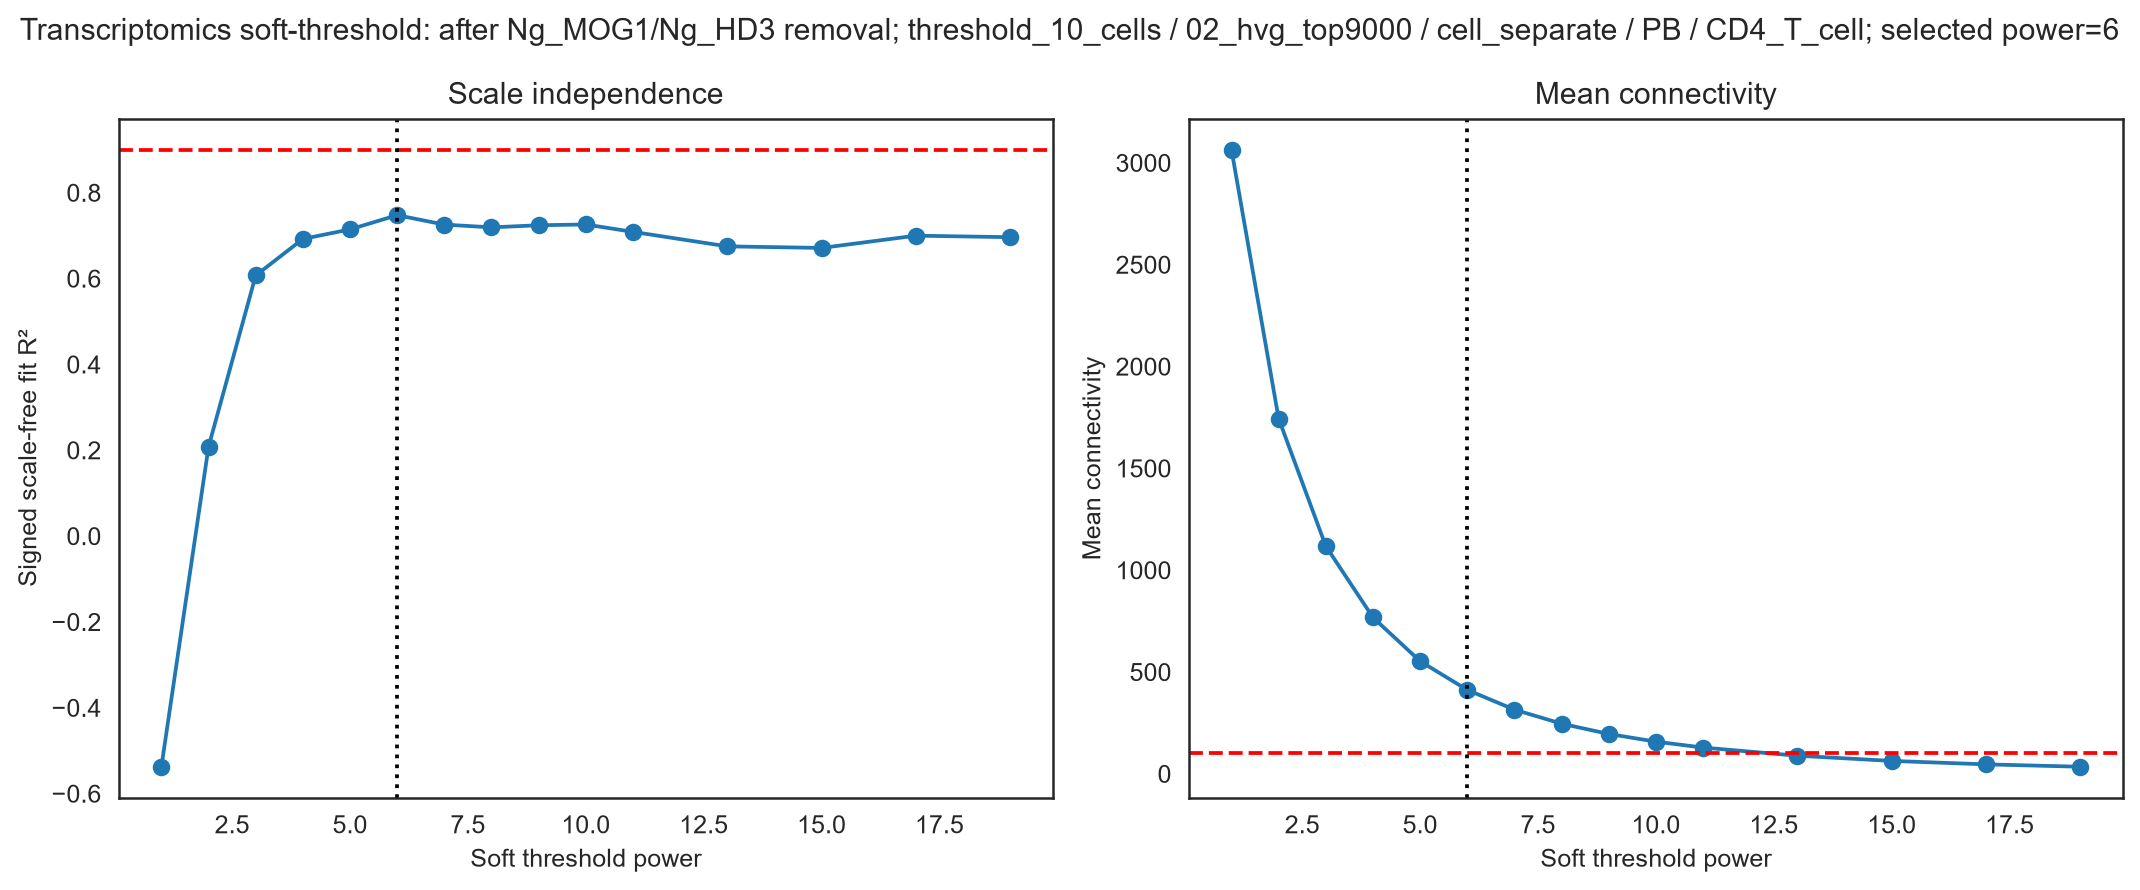 Transcriptomics soft-threshold: after Ng_MOG1/Ng_HD3 removal; threshold_10_cells / 02_hvg_top9000 / cell_separate / PB / CD4_T_cell; selected power=6
Scale independence
Signed scale-free fit R²
0.8
0.6
0.4
0.2
0.0
−0.2
−0.4
−0.6
2.5 5.0 7.5 10.0 12.5 15.0 17.5
Soft threshold power
Mean connectivity
Mean connectivity
3000
2500
2000
1500
1000
500
0
2.5 5.0 7.5 10.0 12.5 15.0 17.5
Soft threshold power